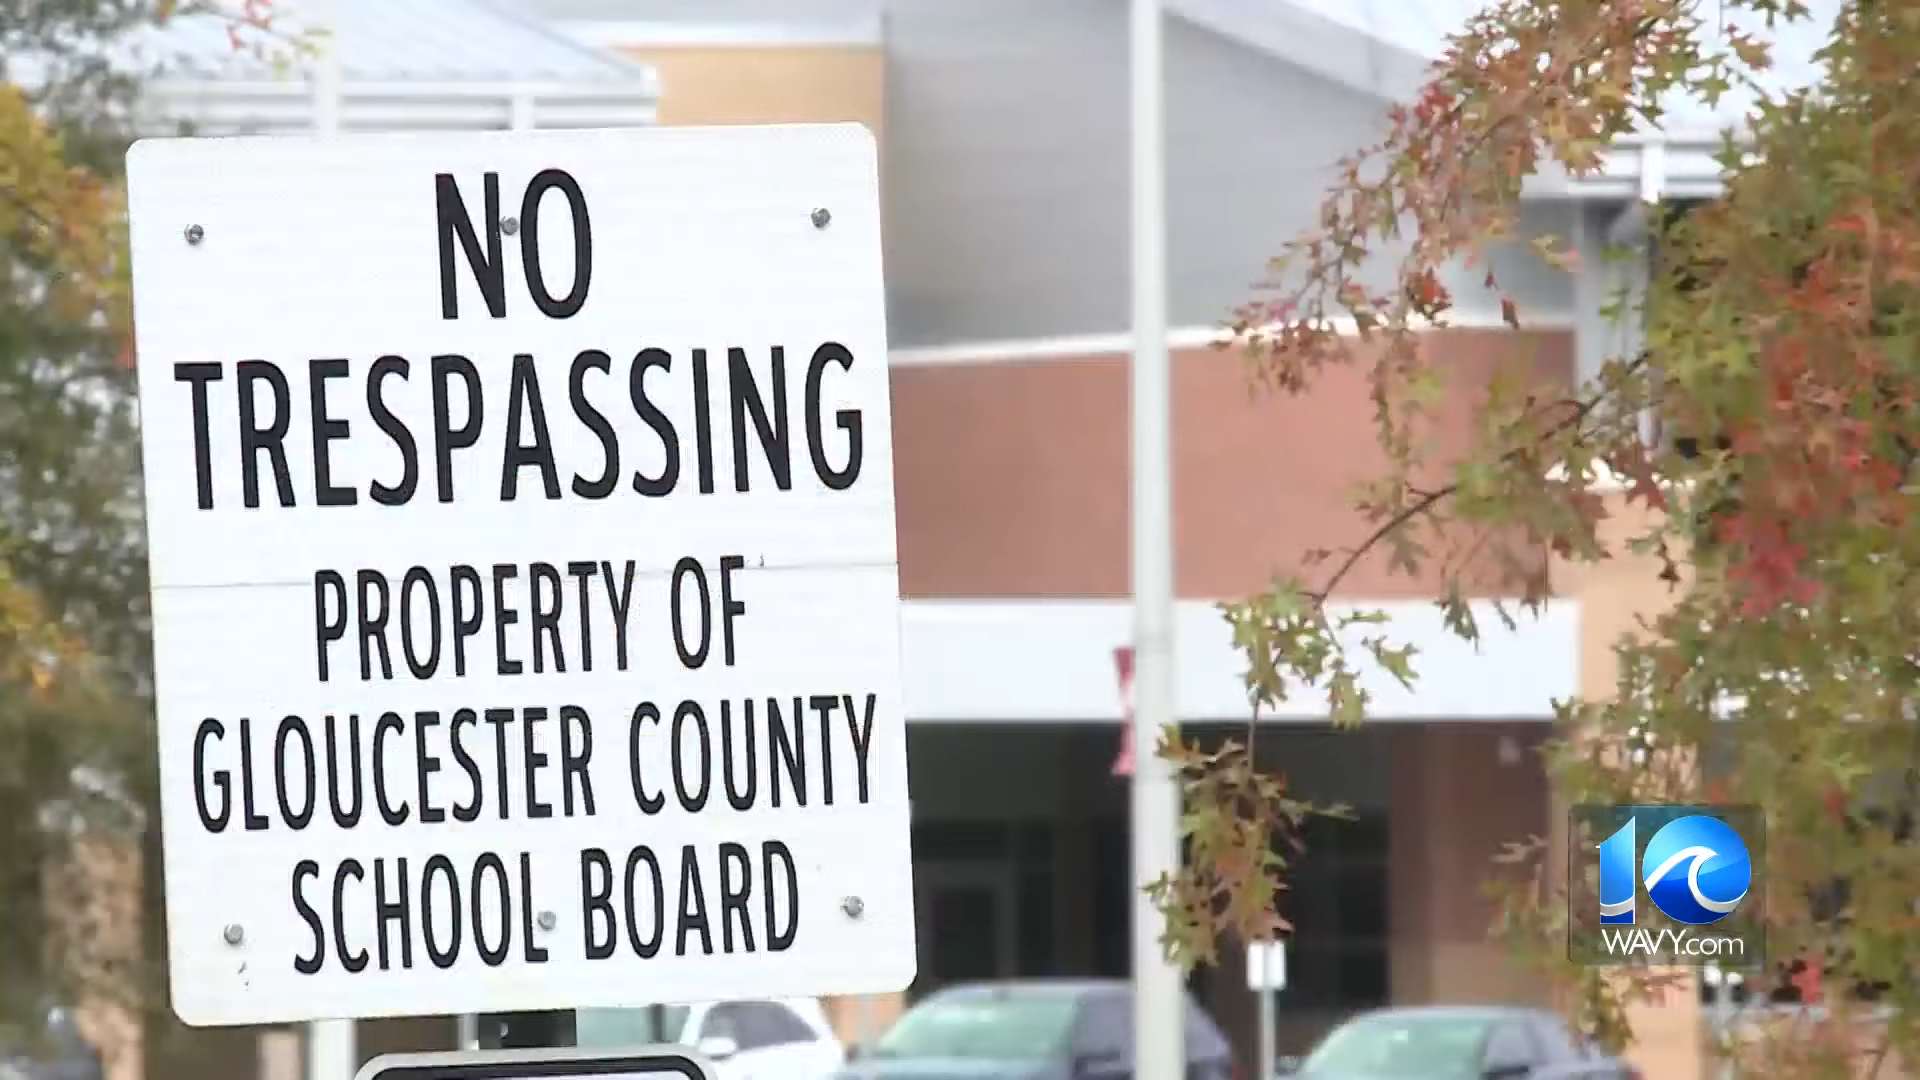 NO
TRESPASSING
PROPERTY OF
GLOUCESTER COUNTY
SCHOOL BOARD
10
WAVY.com